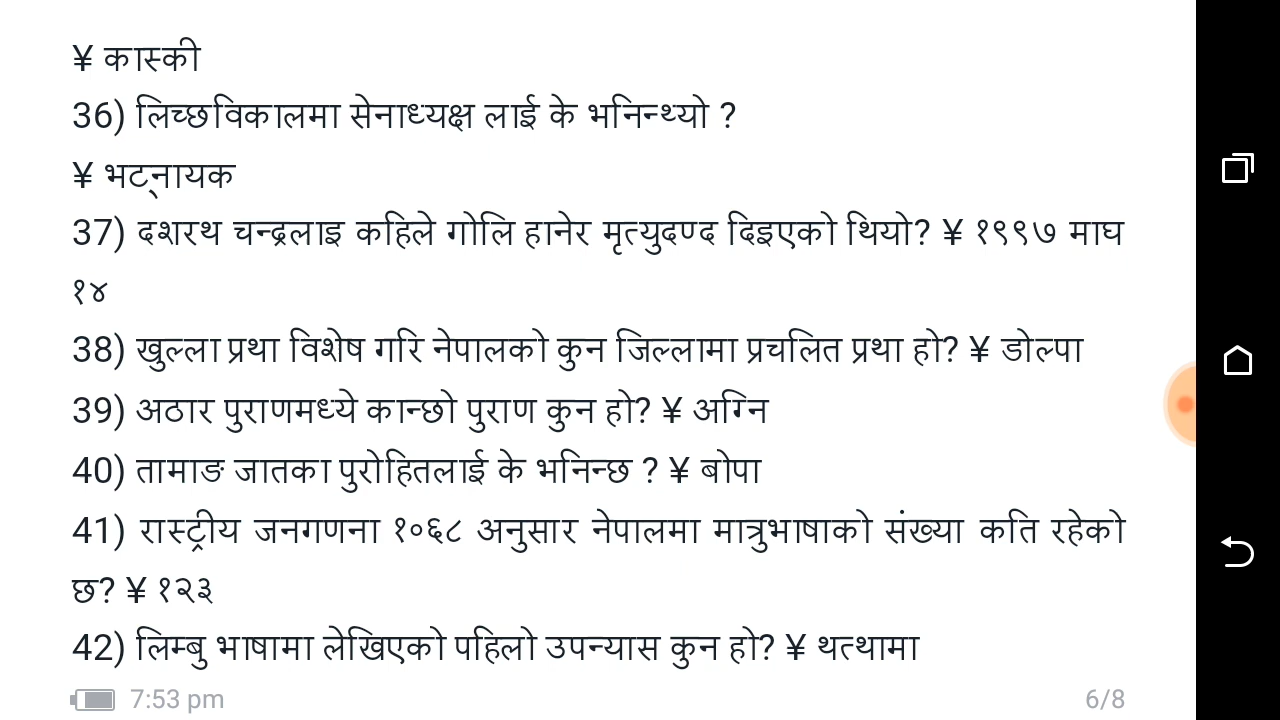 ¥ कास्की
36) लिच्छविकालमा सेनाध्यक्ष लाई के भनिन्थ्यो ?
¥ भट्नायक
37) दशरथ चन्द्रलाइ कहिले गोलि हानेर मृत्युदण्द दिइएको थियो? ¥ १९९७ माघ
१४
38) खुल्ला प्रथा विशेष गरि नेपालको कुन जिल्लामा प्रचलित प्रथा हो? ¥ डोल्पा
39) अठार पुराणमध्ये कान्छो पुराण कुन हो? ¥ अग्नि
40) तामाङ जातका पुरोहितलाई के भनिन्छ ? ¥ बोपा
41) रास्ट्रीय जनगणना १०६८ अनुसार नेपालमा मात्रुभाषाको संख्या कति रहेको
छ? ¥ १२३
42) लिम्बु भाषामा लेखिएको पहिलो उपन्यास कुन हो? ¥ थत्थामा
7:53 pm 6/8